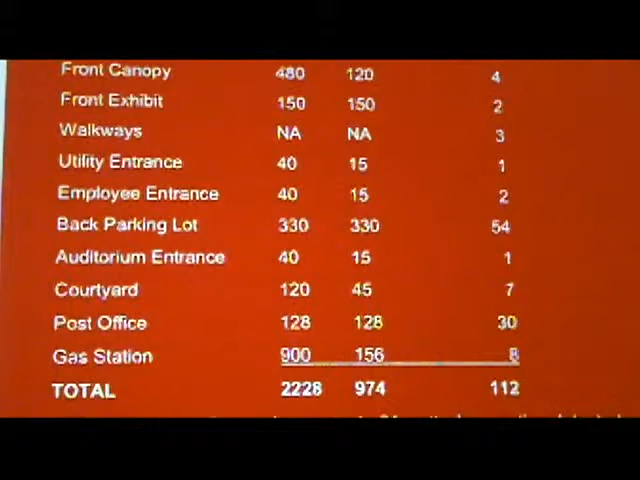 Front Canopy 480 120 4
Front Exhibit 150 150 2
Walkways NA NA 3
Utility Entrance 40 15 1
Employee Entrance 40 15 2
Back Parking Lot 330 330 54
Auditorium Entrance 40 15 1
Courtyard 120 45 7
Post Office 128 128 30
Gas Station 900 156 8
TOTAL 2228 974 112